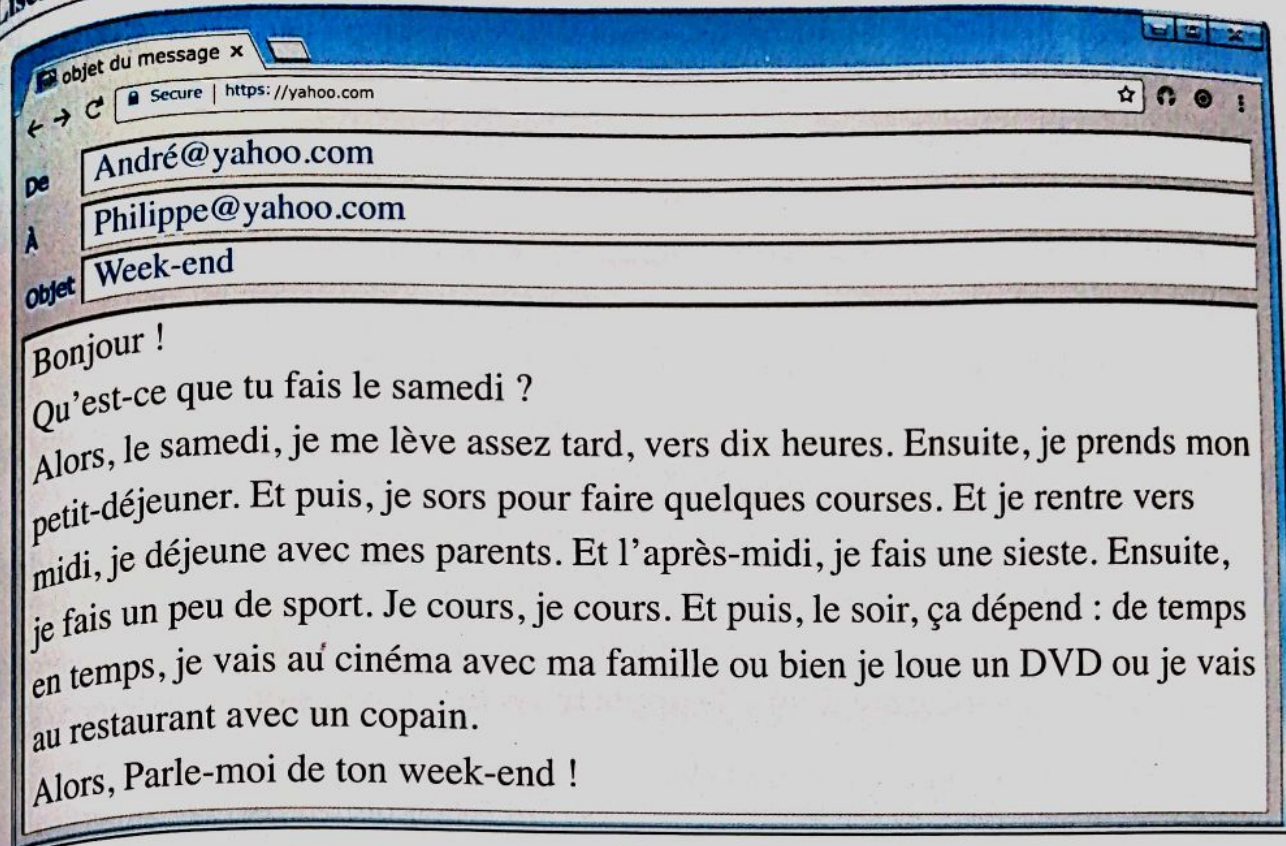 objet du message x
Secure | https://yahoo.com
De André@yahoo.com
À Philippe@yahoo.com
Objet Week-end
Bonjour !
Qu'est-ce que tu fais le samedi ?
Alors, le samedi, je me lève assez tard, vers dix heures. Ensuite, je prends mon
petit-déjeuner. Et puis, je sors pour faire quelques courses. Et je rentre vers
midi, je déjeune avec mes parents. Et l'après-midi, je fais une sieste. Ensuite,
je fais un peu de sport. Je cours, je cours. Et puis, le soir, ça dépend : de temps
en temps, je vais au cinéma avec ma famille ou bien je loue un DVD ou je vais
au restaurant avec un copain.
Alors, Parle-moi de ton week-end !